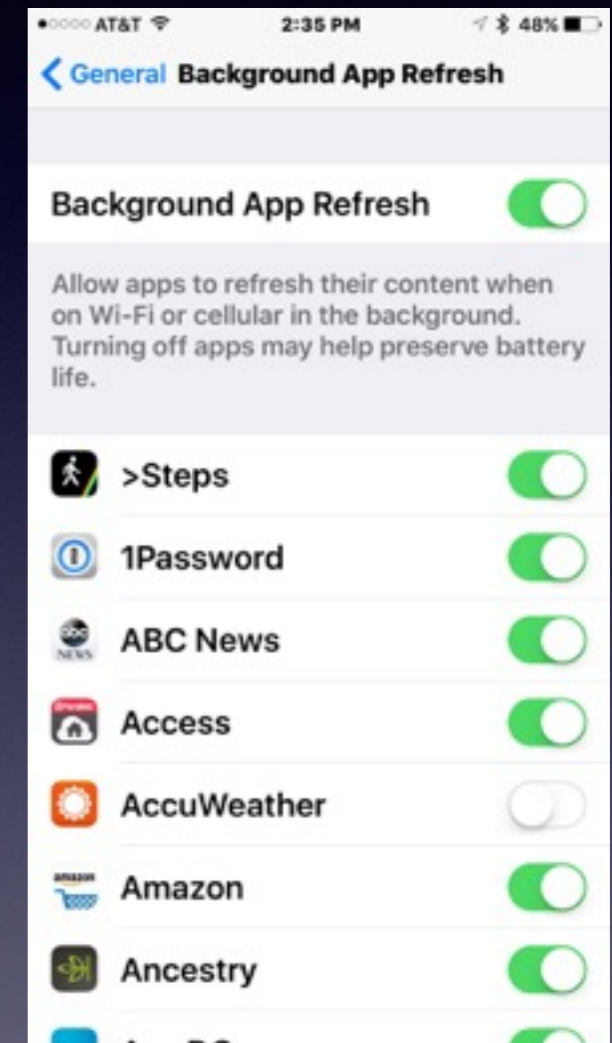 AT&T 2:35 PM 48%
General Background App Refresh
Background App Refresh
Allow apps to refresh their content when
on Wi-Fi or cellular in the background.
Turning off apps may help preserve battery
life.
>Steps
1Password
abc NEWS ABC News
Access
AccuWeather
amazon Amazon
Ancestry